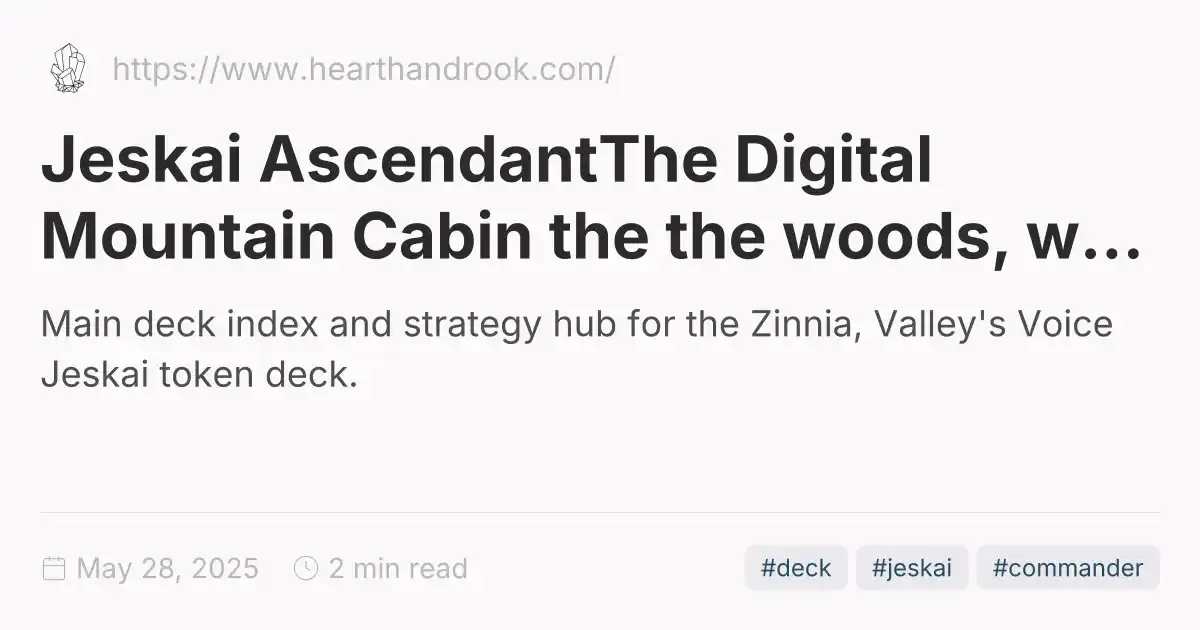 https://www.hearthandrook.com/
Jeskai AscendantThe Digital
Mountain Cabin the the woods, w...
Main deck index and strategy hub for the Zinnia, Valley's Voice
Jeskai token deck.
May 28, 2025 2 min read #deck #jeskai #commander